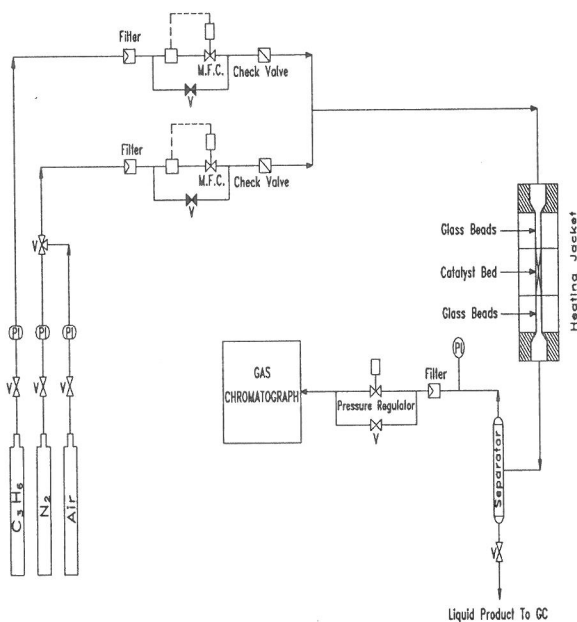 Filter
M.F.C.
Check Valve
V
Filter
M.F.C.
Check Valve
V
V
Glass Beads
Catalyst Bed
Glass Beads
Heating Jacket
PI
PI
PI
PI
GAS
CHROMATOGRAPH
Filter
Pressure Regulator
V
V
V
V
C₃H₆
N₂
Air
Separator
V
Liquid Product To GC